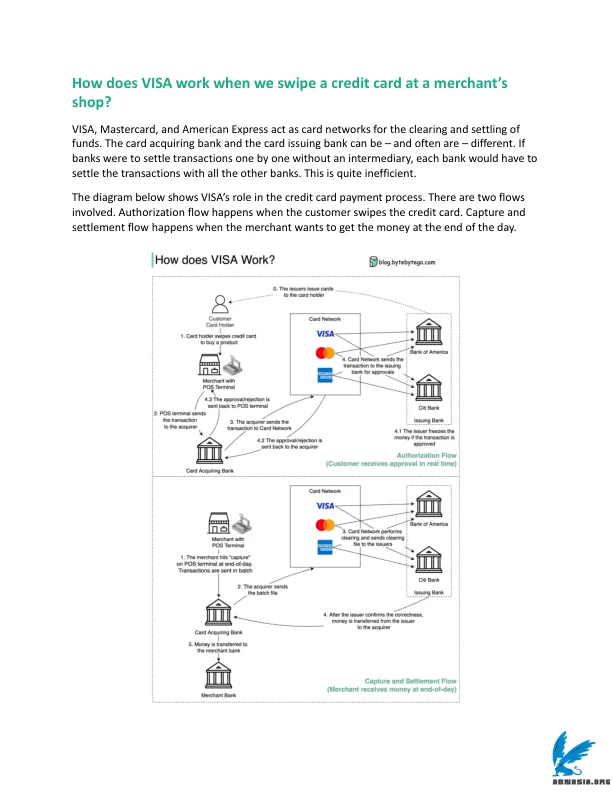 How does VISA work when we swipe a credit card at a merchant’s
shop?
VISA, Mastercard, and American Express act as card networks for the clearing and settling of
funds. The card acquiring bank and the card issuing bank can be – and often are – different. If
banks were to settle transactions one by one without an intermediary, each bank would have to
settle the transactions with all the other banks. This is quite inefficient.
The diagram below shows VISA’s role in the credit card payment process. There are two flows
involved. Authorization flow happens when the customer swipes the credit card. Capture and
settlement flow happens when the merchant wants to get the money at the end of the day.
How does VISA Work?
blog.bytebytego.com
0. The issuers issue cards
to the card holder
Customer
Card Holder
1. Card holder swipes credit card
to buy a product
Merchant with
POS Terminal
4.3 The approval/rejection is
sent back to POS terminal
2. POS terminal sends
the transaction
to the acquirer
3. The acquirer sends the
transaction to Card Network
4.2 The approval/rejection is
sent back to the acquirer
Card Acquiring Bank
Card Network
VISA
4. Card Network sends the
transaction to the issuing
bank for approvals
Bank of America
Citi Bank
Issuing Bank
4.1 The issuer freezes the
money if the transaction is
approved
Authorization Flow
(Customer receives approval in real time)
Card Network
VISA
3. Card Network performs
clearing and sends clearing
file to the issuers
Bank of America
Citi Bank
Issuing Bank
Merchant with
POS Terminal
1. The merchant hits "capture"
on POS terminal at end-of-day.
Transactions are sent in batch
2. The acquirer sends
the batch file
4. After the issuer confirms the correctness,
money is transferred from the issuer
to the acquirer
Card Acquiring Bank
5. Money is transferred to
the merchant bank
Merchant Bank
Capture and Settlement Flow
(Merchant receives money at end-of-day)
ABNASIA.ORG